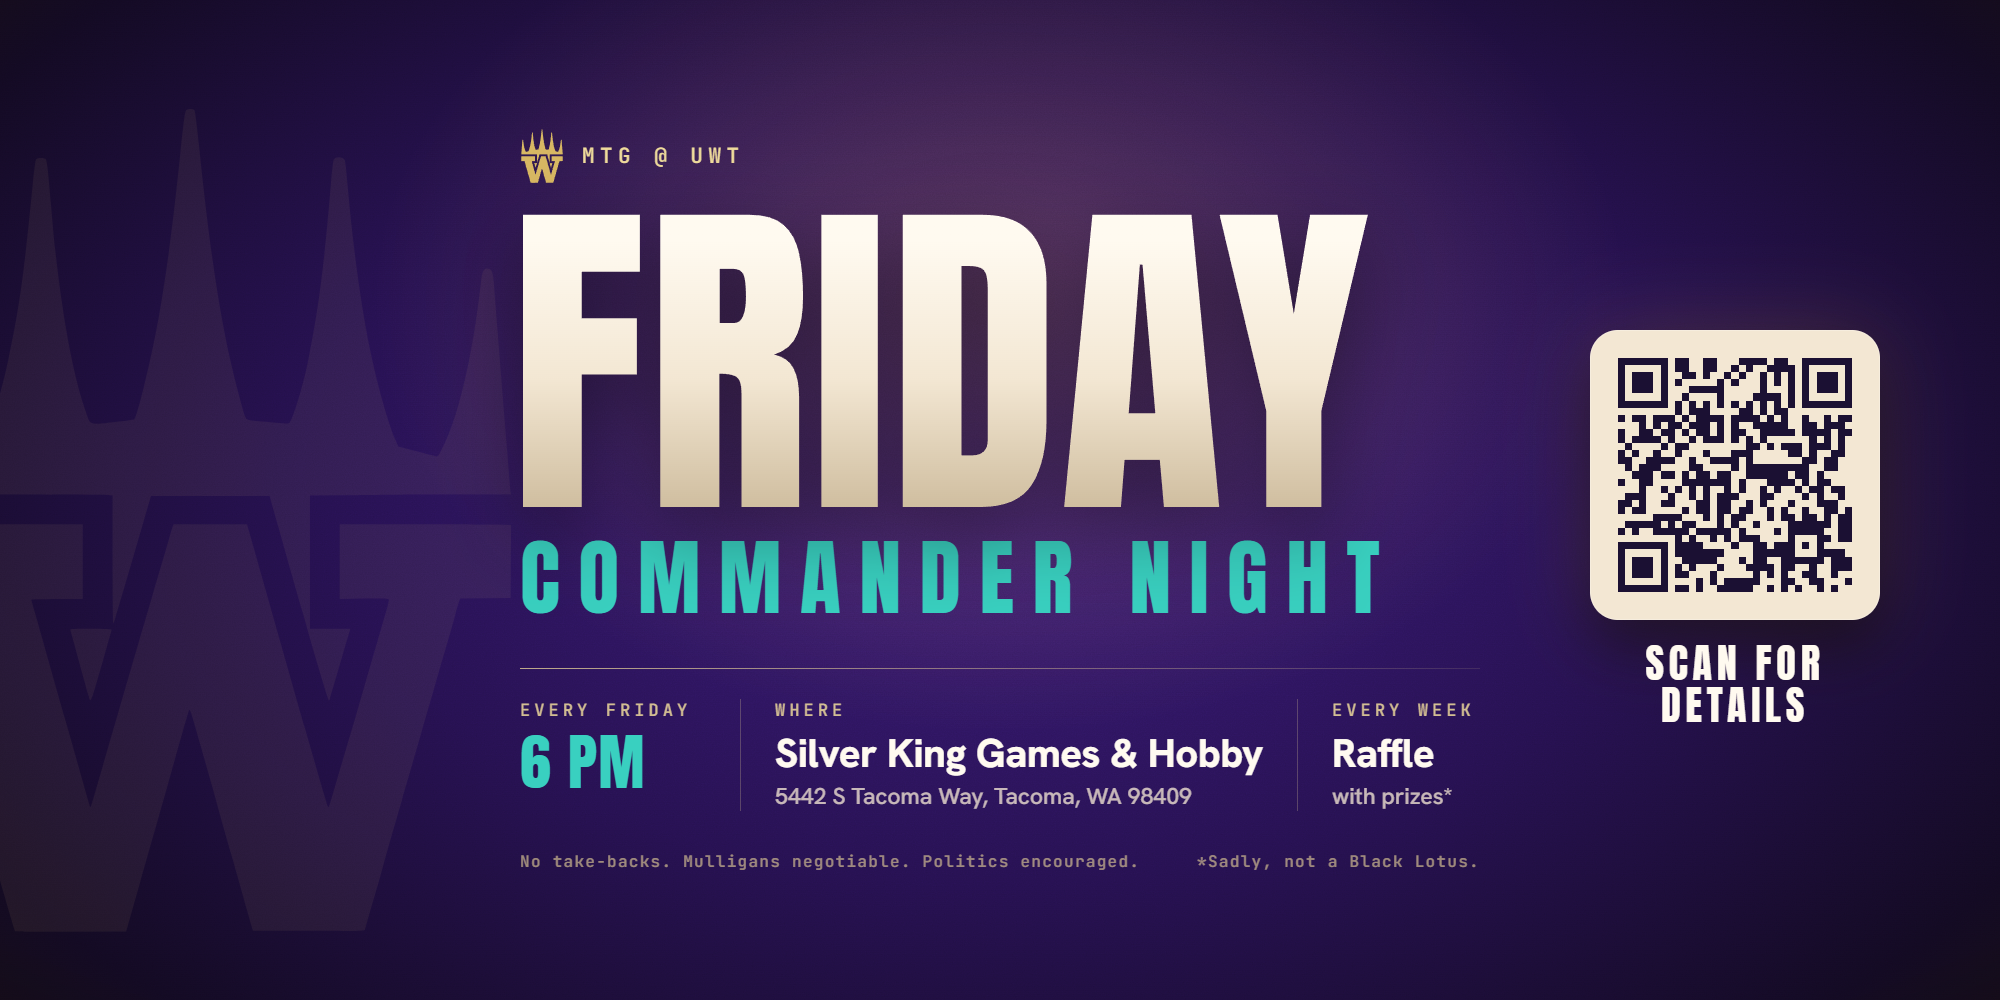 W MTG @ UWT
FRIDAY
COMMANDER NIGHT
EVERY FRIDAY
6 PM
WHERE
Silver King Games & Hobby
5442 S Tacoma Way, Tacoma, WA 98409
EVERY WEEK
Raffle
with prizes*
No take-backs. Mulligans negotiable. Politics encouraged.
*Sadly, not a Black Lotus.
SCAN FOR
DETAILS